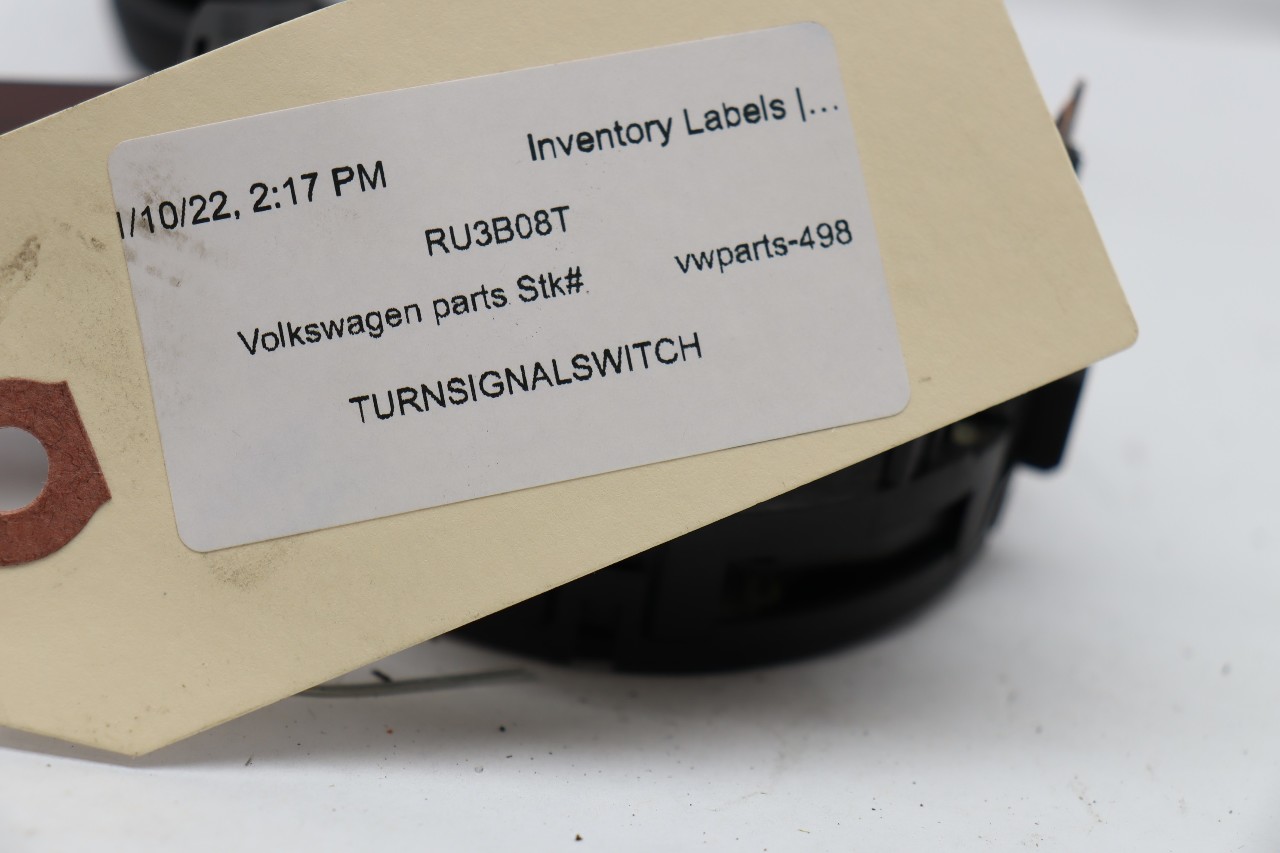 1/10/22, 2:17 PM Inventory Labels |...
RU3B08T
Volkswagen parts Stk# vwparts-498
TURNSIGNALSWITCH